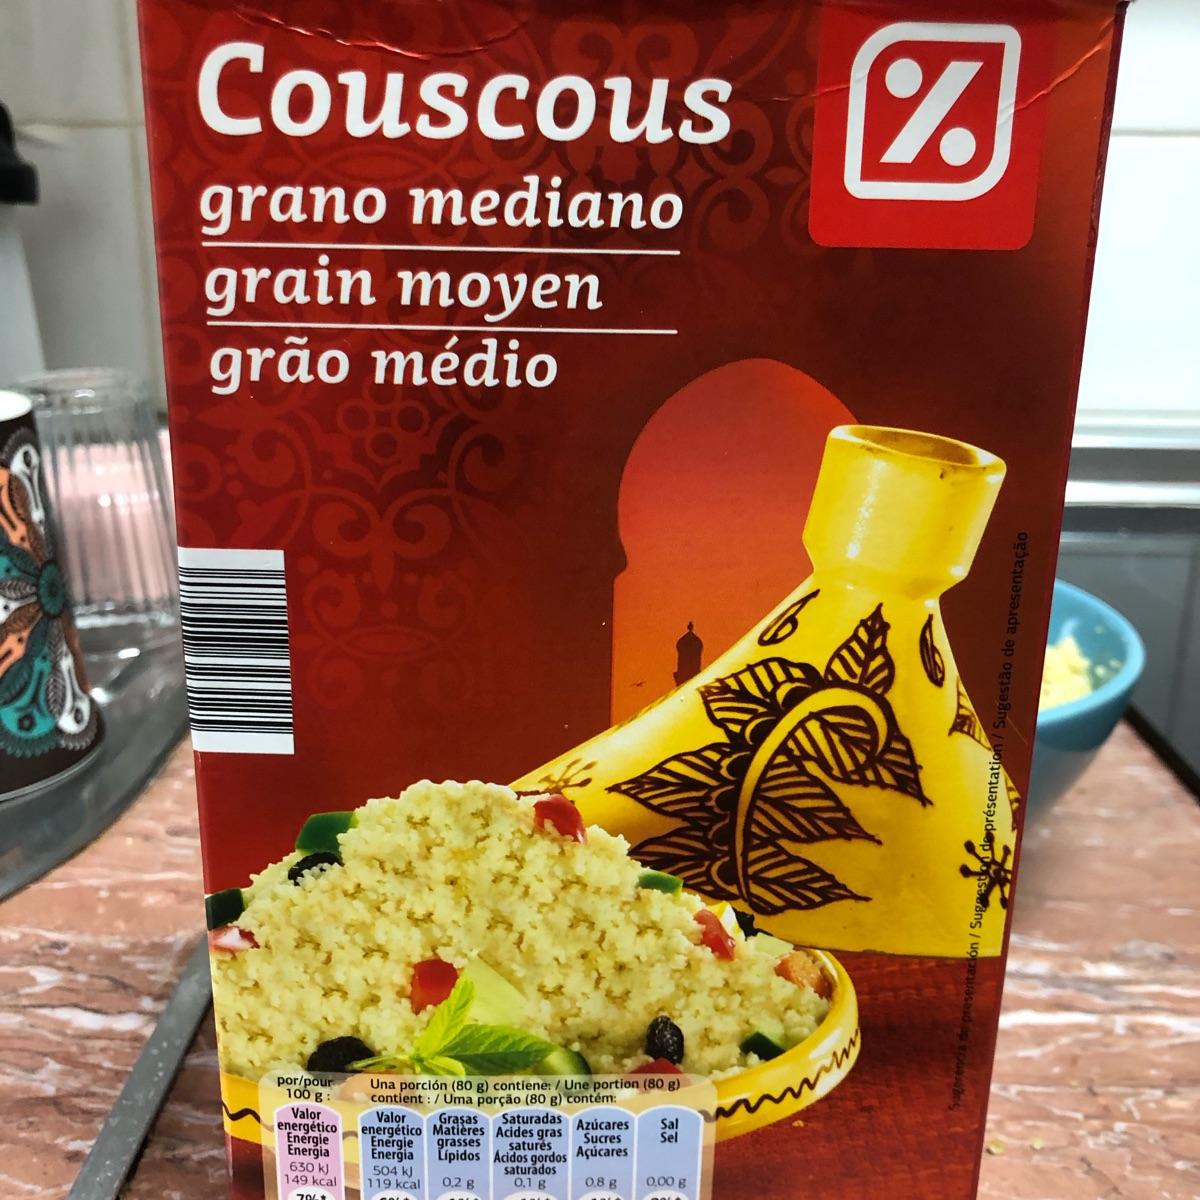 Couscous
%
grano mediano
grain moyen
grão médio
Sugerencia de presentación / Suggestion de présentation / Sugestão de apresentação
por/pour
100 g :
Una porción (80 g) contiene: / Une portion (80 g)
contient : / Uma porção (80 g) contém:
Valor
energético
Energie
Energia
630 kJ
149 kcal
Valor
energético
Energie
Energia
504 kJ
119 kcal
Grasas
Matières
grasses
Lípidos
0,2 g
Saturadas
Acides gras
saturés
Ácidos gordos
saturados
0,1 g
Azúcares
Sucres
Açúcares
0,8 g
Sal
Sel
0,00 g
7%*